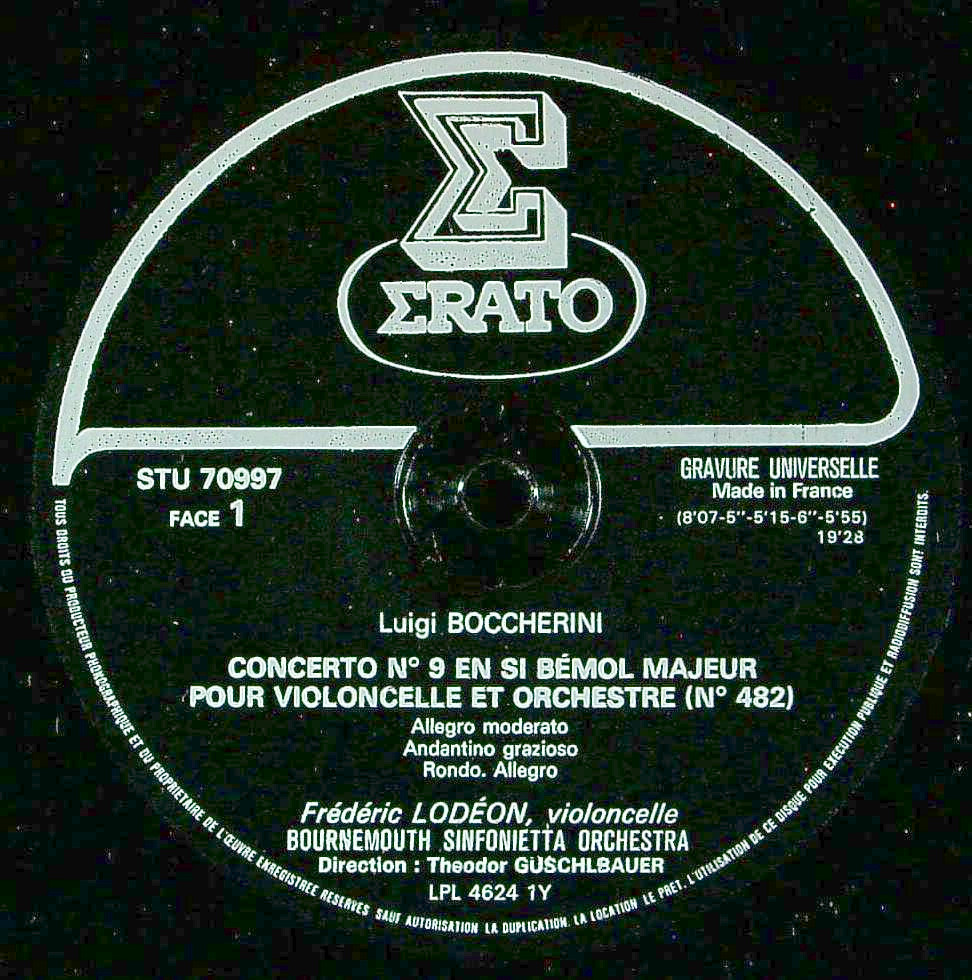 Σ
ΣRATO
STU 70997
FACE 1
GRAVURE UNIVERSELLE
Made in France
(8'07-5"-5'15-6"-5'55)
19'28
Luigi BOCCHERINI
CONCERTO N° 9 EN SI BÉMOL MAJEUR
POUR VIOLONCELLE ET ORCHESTRE (N° 482)
Allegro moderato
Andantino grazioso
Rondo. Allegro
Frédéric LODÉON, violoncelle
BOURNEMOUTH SINFONIETTA ORCHESTRA
Direction : Theodor GUSCHLBAUER
LPL 4624 1Y
TOUS DROITS DU PRODUCTEUR PHONOGRAPHIQUE ET DU PROPRIETAIRE DE L'ŒUVRE ENREGISTREE RESERVES SAUF AUTORISATION LA DUPLICATION, LA LOCATION LE PRET, L'UTILISATION DE CE DISQUE POUR EXECUTION PUBLIQUE ET RADIODIFFUSION SONT INTERDITS.